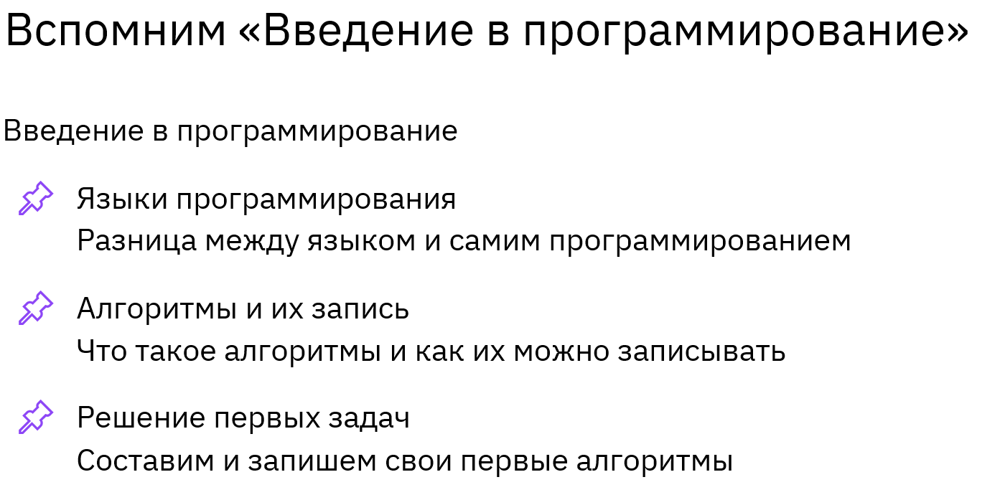 Вспомним «Введение в программирование»
Введение в программирование
Языки программирования
Разница между языком и самим программированием
Алгоритмы и их запись
Что такое алгоритмы и как их можно записывать
Решение первых задач
Составим и запишем свои первые алгоритмы